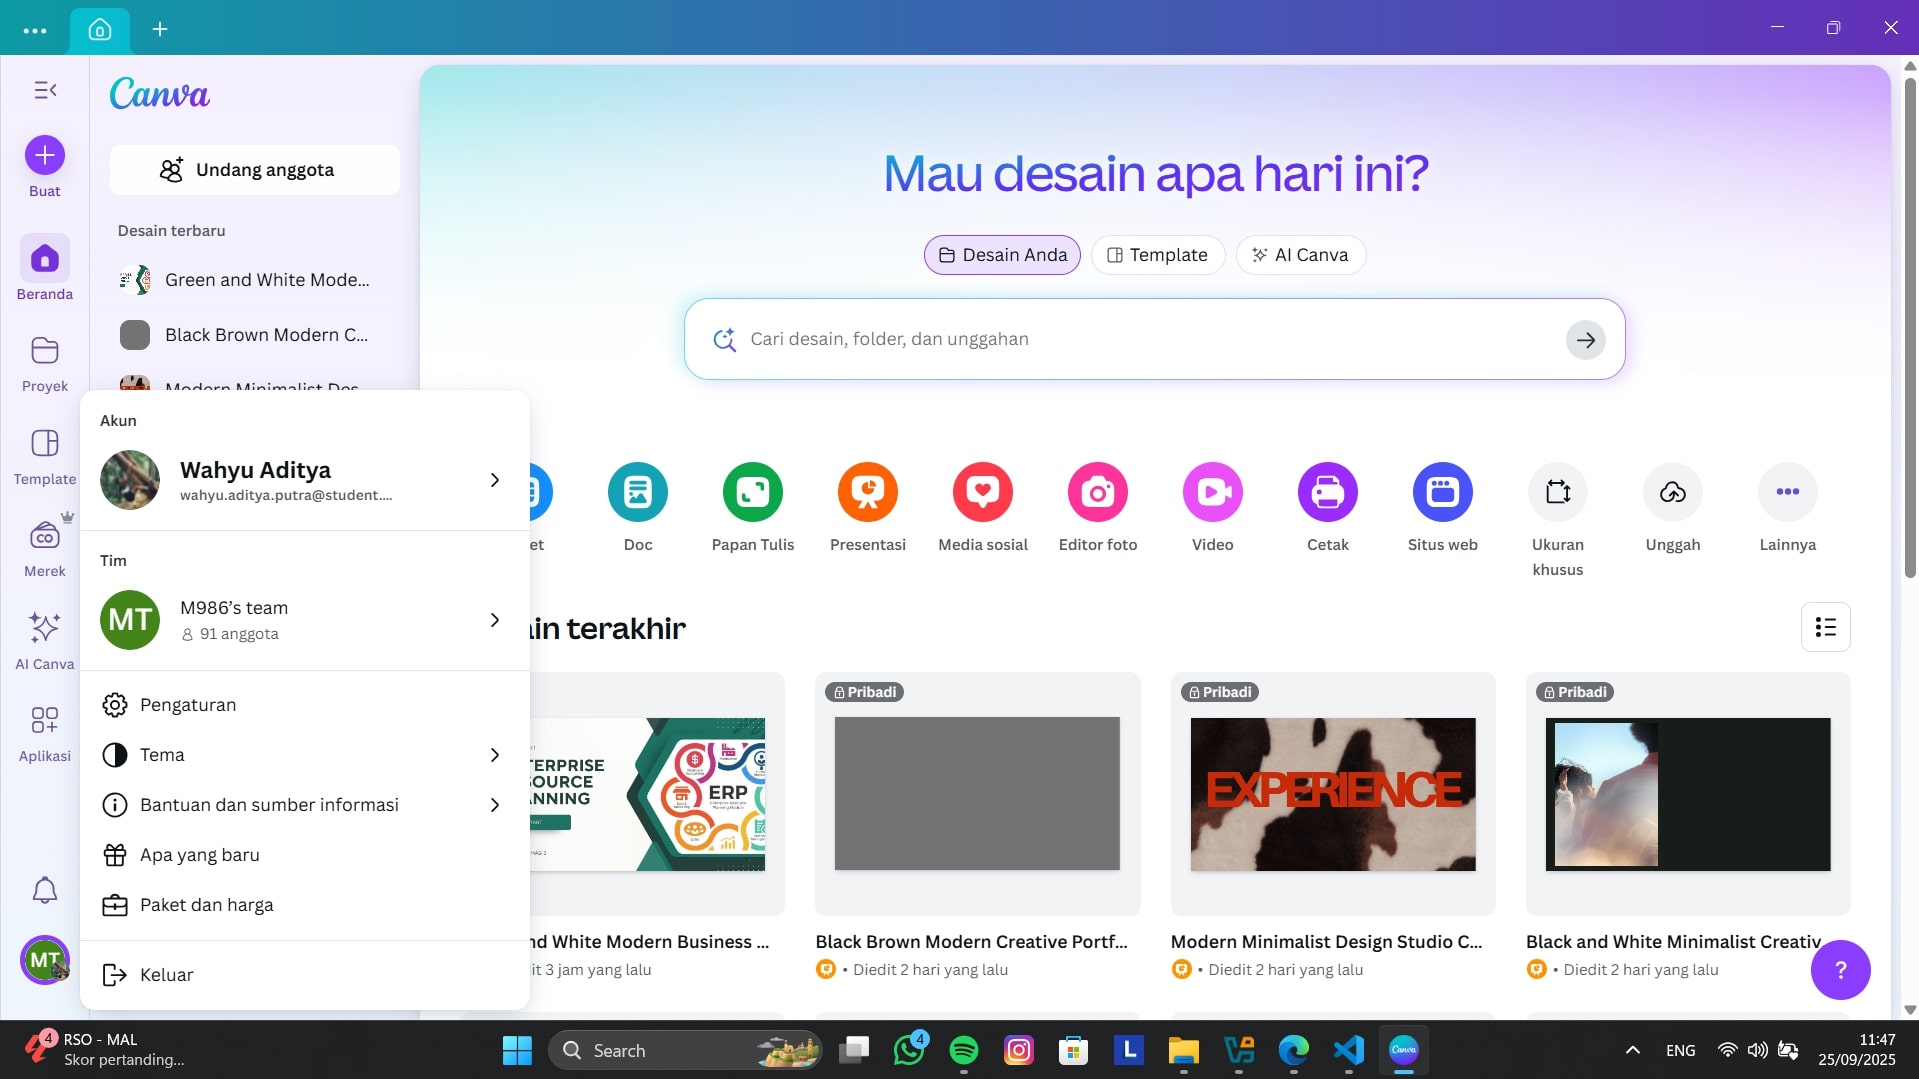 Canva
Undang anggota
Buat
Desain terbaru
Green and White Mode...
Beranda
Black Brown Modern C...
Modern Minimalist Des...
Proyek
Template
Merek
AI Canva
Aplikasi
Akun
Wahyu Aditya
wahyu.aditya.putra@student....
Tim
MT
M986’s team
91 anggota
Pengaturan
Tema
Bantuan dan sumber informasi
Apa yang baru
Paket dan harga
Keluar
MT
Mau desain apa hari ini?
Desain Anda
Template
AI Canva
Cari desain, folder, dan unggahan
Doc
Papan Tulis
Presentasi
Media sosial
Editor foto
Video
Cetak
Situs web
Ukuran
khusus
Unggah
Lainnya
in terakhir
Pribadi
Pribadi
Pribadi
ANNING
ERP
EXPERIENCE
nd White Modern Business ...
Black Brown Modern Creative Portf...
Modern Minimalist Design Studio C...
Black and White Minimalist Creativ
it 3 jam yang lalu
• Diedit 2 hari yang lalu
• Diedit 2 hari yang lalu
• Diedit 2 hari yang lalu
?
4
RSO - MAL
Skor pertanding...
Search
4
L
Canva
ENG
11:47
25/09/2025